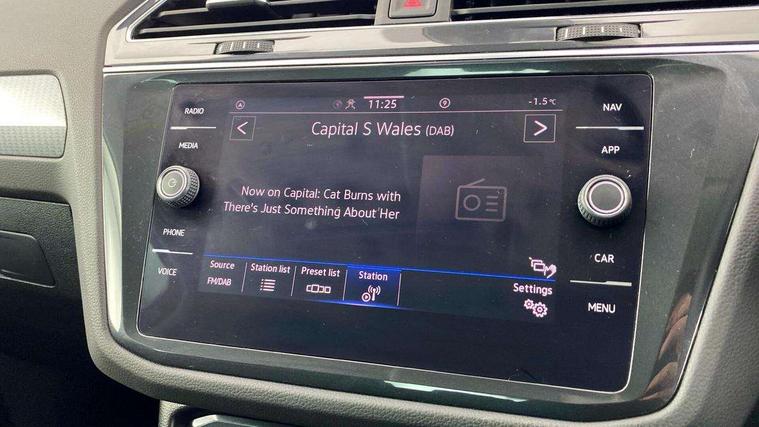 RADIO
MEDIA
PHONE
VOICE
11:25
9
-1.5°C
Capital S Wales (DAB)
Now on Capital: Cat Burns with
There's Just Something About Her
Source
FM/DAB
Station list
Preset list
Station
Settings
NAV
APP
CAR
MENU